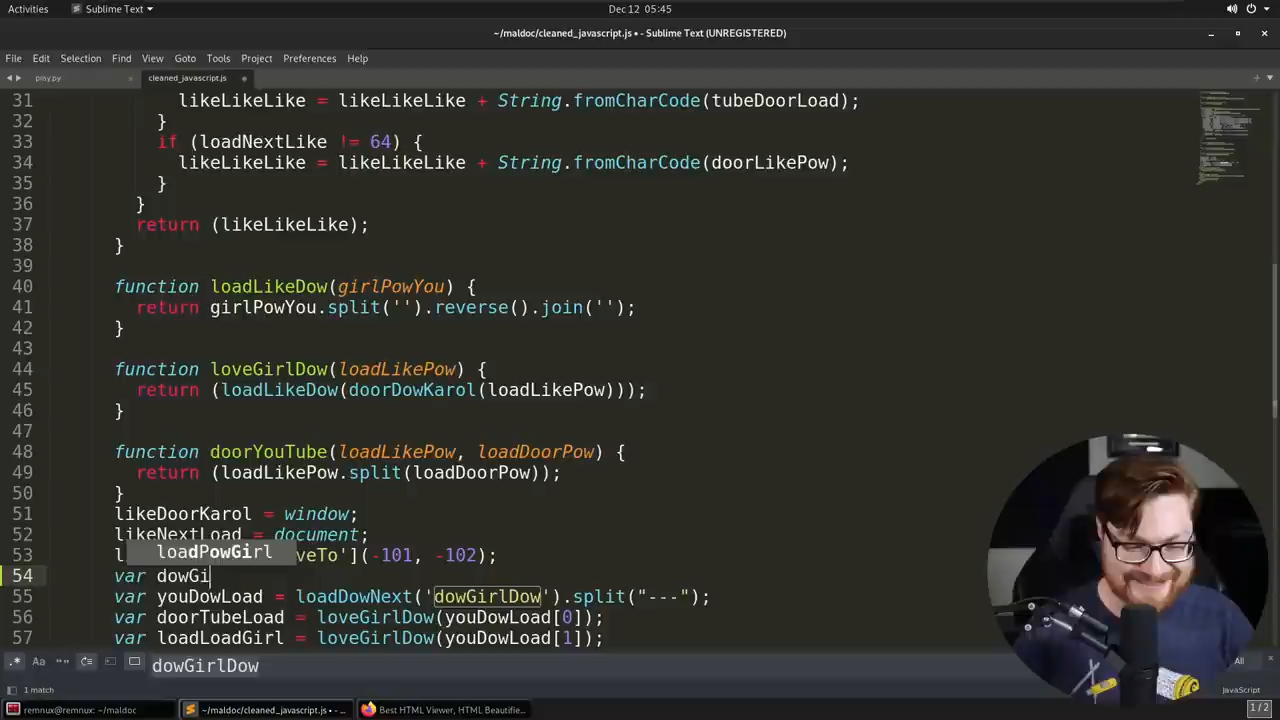 Activities Sublime Text Dec 12 05:45
~/maldoc/cleaned_javascript.js • - Sublime Text (UNREGISTERED)
File Edit Selection Find View Goto Tools Project Preferences Help
play.py cleaned_javascript.js
31 likeLikeLike = likeLikeLike + String.fromCharCode(tubeDoorLoad);
32 }
33 if (loadNextLike != 64) {
34 likeLikeLike = likeLikeLike + String.fromCharCode(doorLikePow);
35 }
36 }
37 return (likeLikeLike);
38 }
39
40 function loadLikeDow(girlPowYou) {
41 return girlPowYou.split('').reverse().join('');
42 }
43
44 function loveGirlDow(loadLikePow) {
45 return (loadLikeDow(doorDowKarol(loadLikePow)));
46 }
47
48 function doorYouTube(loadLikePow, loadDoorPow) {
49 return (loadLikePow.split(loadDoorPow));
50 }
51 likeDoorKarol = window;
52 likeNextLoad = document;
loadPowGirl
53 l veTo'](-101, -102);
54 var dowGi
55 var youDowLoad = loadDowNext('dowGirlDow').split("---");
56 var doorTubeLoad = loveGirlDow(youDowLoad[0]);
57 var loadLoadGirl = loveGirlDow(youDowLoad[1]);
.* Aa dowGirlDow All
1 match JavaScript
remnux@remnux: ~/maldoc ~/maldoc/cleaned_javascript.js • - ... Best HTML Viewer, HTML Beautifie... 1/2